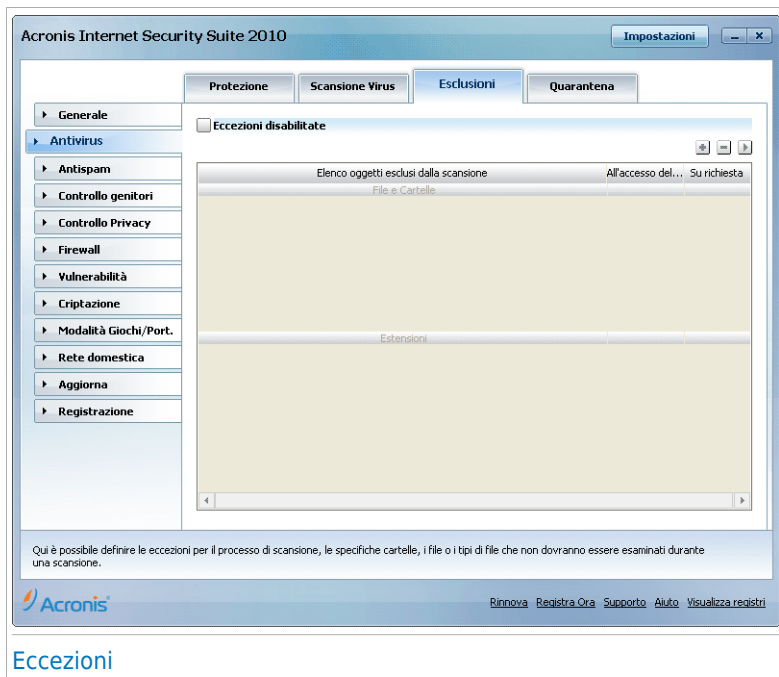 Acronis Internet Security Suite 2010
Impostazioni
Protezione
Scansione Virus
Esclusioni
Quarantena
Generale
Antivirus
Antispam
Controllo genitori
Controllo Privacy
Firewall
Vulnerabilità
Criptazione
Modalità Giochi/Port.
Rete domestica
Aggiorna
Registrazione
Eccezioni disabilitate
Elenco oggetti esclusi dalla scansione All'accesso del... Su richiesta
File e Cartelle
Estensioni
Qui è possibile definire le eccezioni per il processo di scansione, le specifiche cartelle, i file o i tipi di file che non dovranno essere esaminati durante
una scansione.
Acronis
Rinnova Registra Ora Supporto Aiuto Visualizza registri
Eccezioni